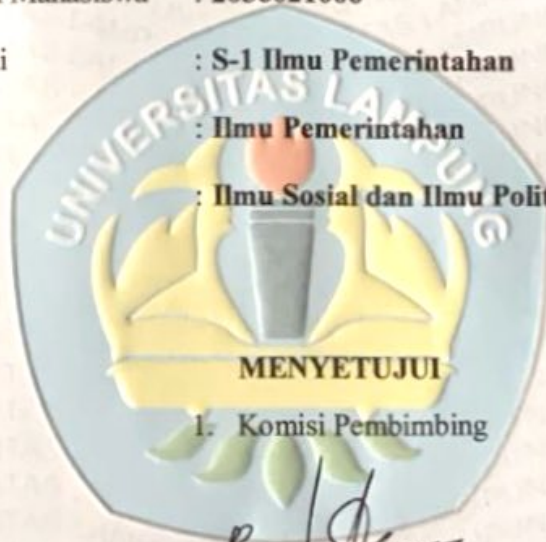 : S-1 Ilmu Pemerintahan
: Ilmu Pemerintahan
: Ilmu Sosial dan Ilmu Polit
UNIVERSITAS LAMPUNG
MENYETUJUI
1. Komisi Pembimbing